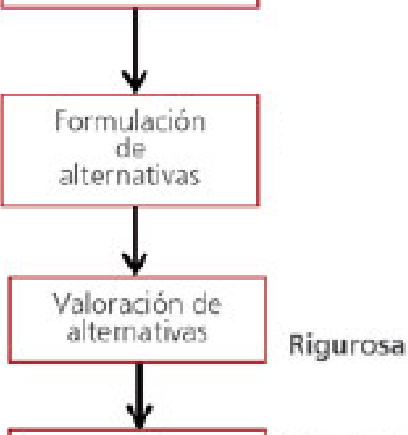 Formulación
de
alternativas
Valoración de
alternativas
Rigurosa